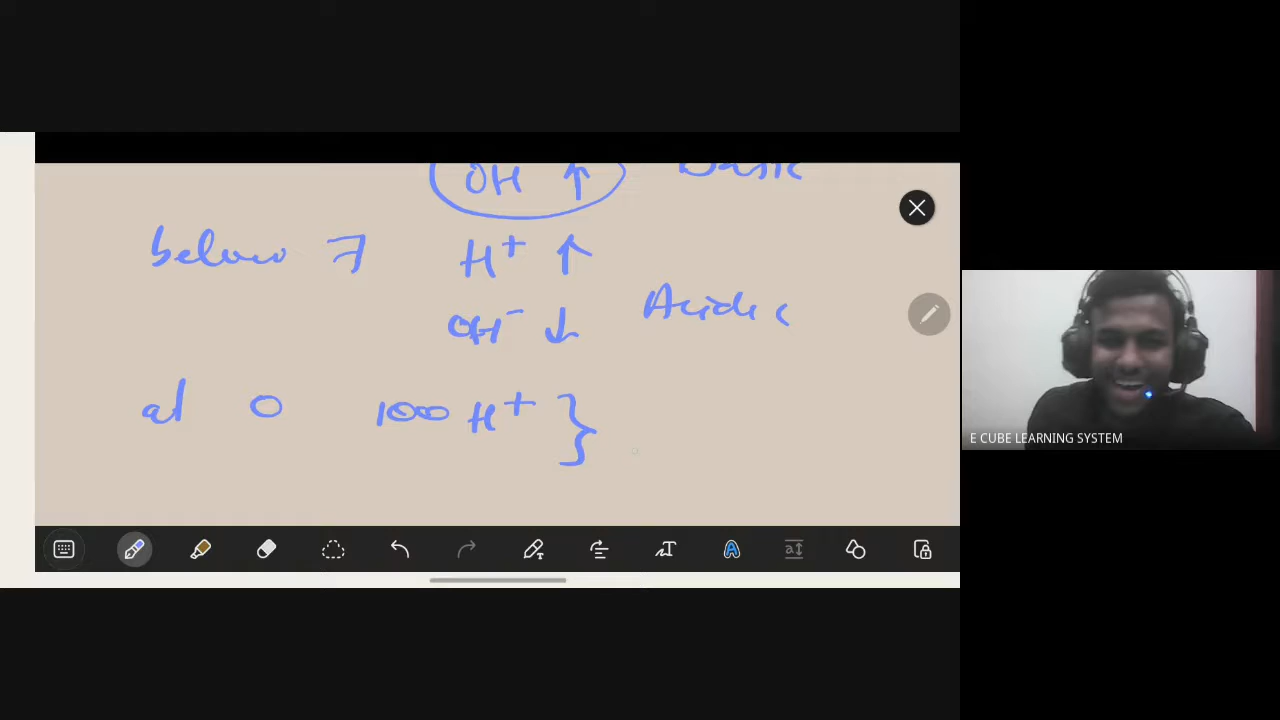 OH ↑ Basic
below 7 H+ ↑
OH- ↓ Acidic
at 0 1000 H+ }
E CUBE LEARNING SYSTEM